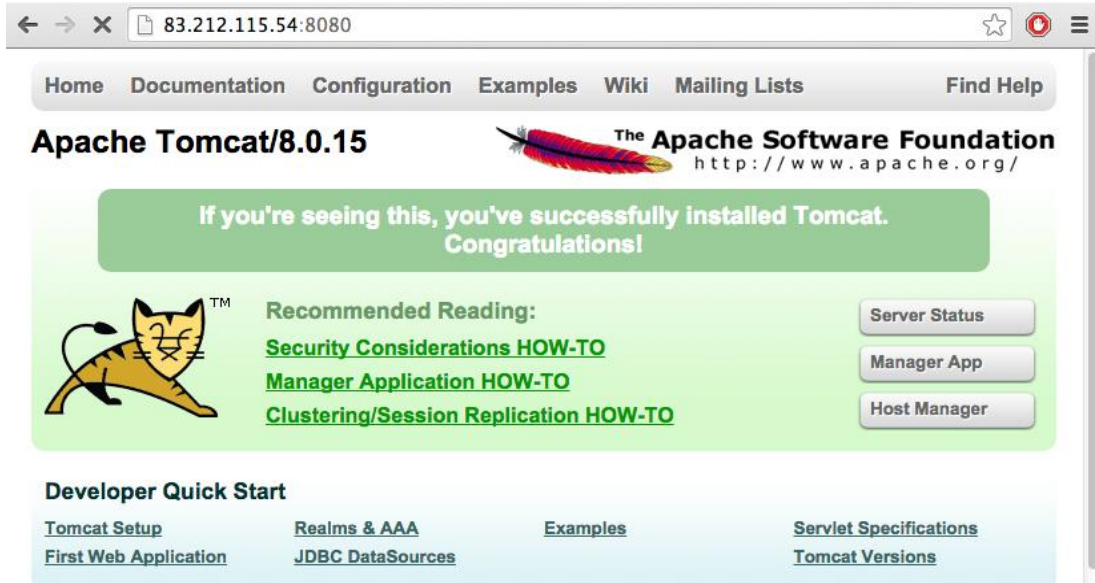 83.212.115.54:8080
Home Documentation Configuration Examples Wiki Mailing Lists Find Help
Apache Tomcat/8.0.15
The Apache Software Foundation
http://www.apache.org/
If you're seeing this, you've successfully installed Tomcat.
Congratulations!
TM
Recommended Reading:
Security Considerations HOW-TO
Manager Application HOW-TO
Clustering/Session Replication HOW-TO
Server Status
Manager App
Host Manager
Developer Quick Start
Tomcat Setup
First Web Application
Realms & AAA
JDBC DataSources
Examples
Servlet Specifications
Tomcat Versions